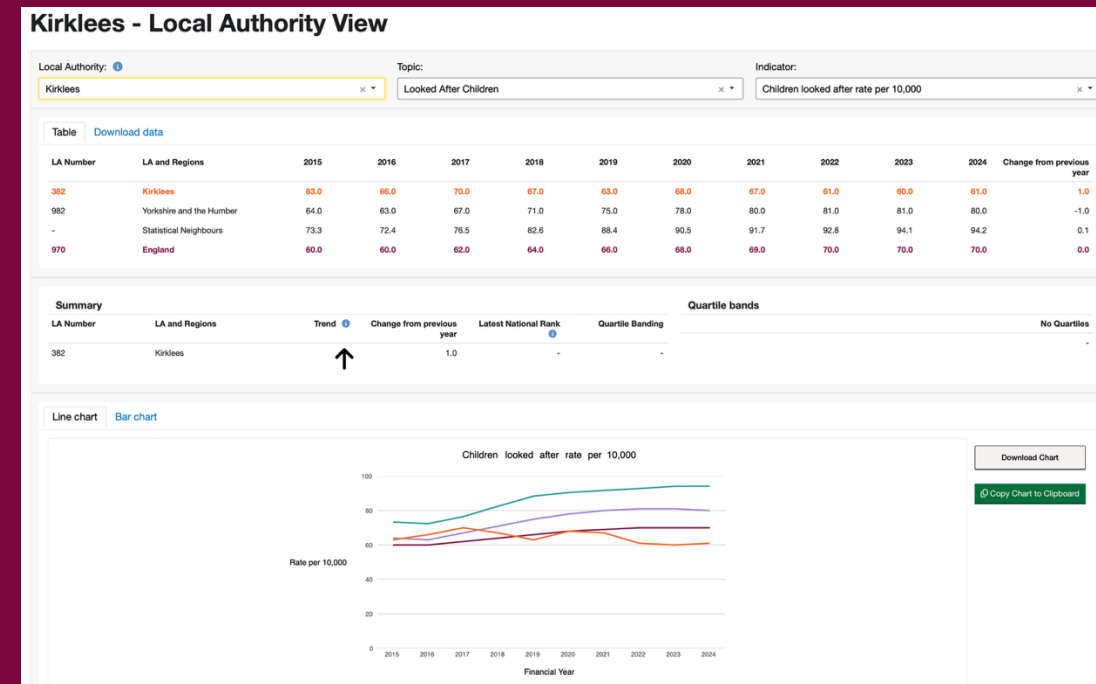 Kirklees - Local Authority View
Local Authority: Topic: Indicator:
Kirklees × Looked After Children × Children looked after rate per 10,000 ×
Table Download data
LA Number LA and Regions 2015 2016 2017 2018 2019 2020 2021 2022 2023 2024 Change from previous year
382 Kirklees 63.0 66.0 70.0 67.0 63.0 68.0 67.0 61.0 60.0 61.0 1.0
982 Yorkshire and the Humber 64.0 63.0 67.0 71.0 75.0 78.0 80.0 81.0 81.0 80.0 -1.0
- Statistical Neighbours 73.3 72.4 76.5 82.6 88.4 90.5 91.7 92.8 94.1 94.2 0.1
970 England 60.0 60.0 62.0 64.0 66.0 68.0 69.0 70.0 70.0 70.0 0.0
Summary Quartile bands
LA Number LA and Regions Trend Change from previous year Latest National Rank Quartile Banding No Quartiles
382 Kirklees ↑ 1.0 - - -
Line chart Bar chart
Children looked after rate per 10,000
Download Chart
Copy Chart to Clipboard
100
80
60
Rate per 10,000
40
20
0
2015 2016 2017 2018 2019 2020 2021 2022 2023 2024
Financial Year